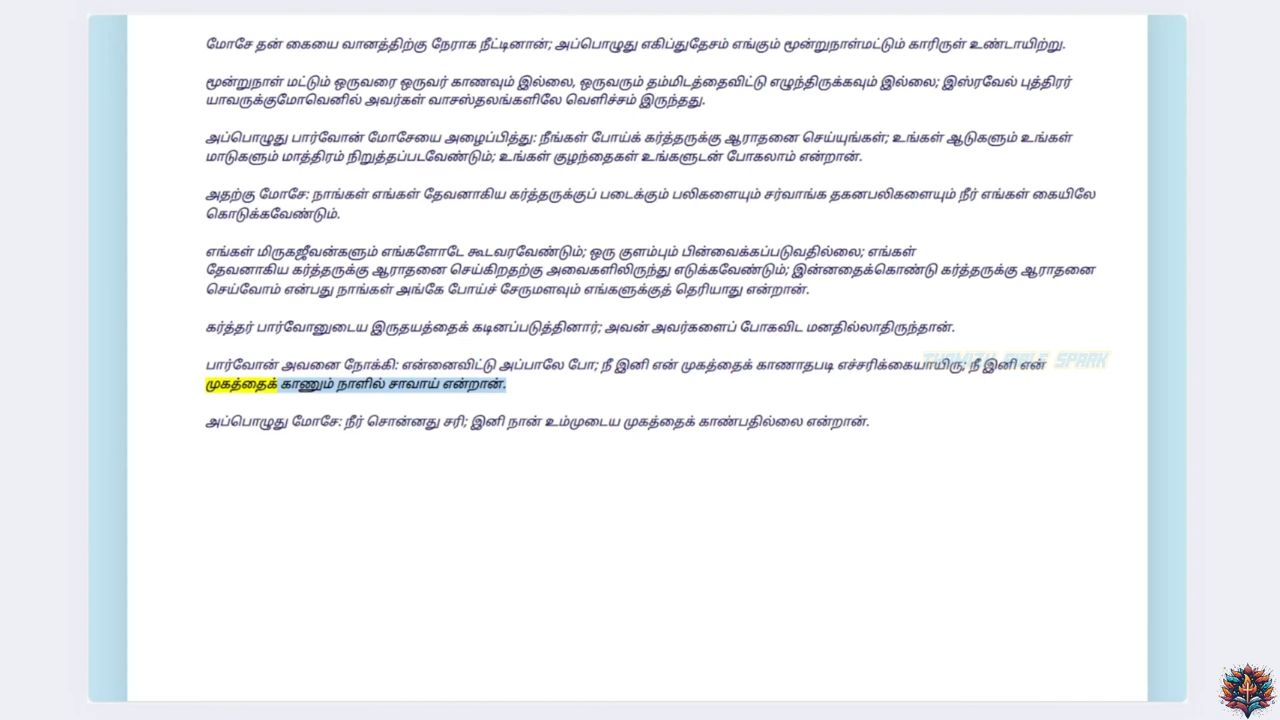 மோசே தன் கையை வானத்திற்கு நேராக நீட்டினான்; அப்பொழுது எகிப்துதேசம் எங்கும் மூன்றுநாள்மட்டும் காரிருள் உண்டாயிற்று.
மூன்றுநாள் மட்டும் ஒருவரை ஒருவர் காணவும் இல்லை, ஒருவரும் தம்மிடத்தைவிட்டு எழுந்திருக்கவும் இல்லை; இஸ்ரவேல் புத்திரர்
யாவருக்குமோவெனில் அவர்கள் வாசஸ்தலங்களிலே வெளிச்சம் இருந்தது.
அப்பொழுது பார்வோன் மோசேயை அழைப்பித்து: நீங்கள் போய்க் கர்த்தருக்கு ஆராதனை செய்யுங்கள்; உங்கள் ஆடுகளும் உங்கள்
மாடுகளும் மாத்திரம் நிறுத்தப்படவேண்டும்; உங்கள் குழந்தைகள் உங்களுடன் போகலாம் என்றான்.
அதற்கு மோசே: நாங்கள் எங்கள் தேவனாகிய கர்த்தருக்குப் படைக்கும் பலிகளையும் சர்வாங்க தகனபலிகளையும் நீர் எங்கள் கையிலே
கொடுக்கவேண்டும்.
எங்கள் மிருகஜீவன்களும் எங்களோடே கூடவரவேண்டும்; ஒரு குளம்பும் பின்வைக்கப்படுவதில்லை; எங்கள்
தேவனாகிய கர்த்தருக்கு ஆராதனை செய்கிறதற்கு அவைகளிலிருந்து எடுக்கவேண்டும்; இன்னதைக்கொண்டு கர்த்தருக்கு ஆராதனை
செய்வோம் என்பது நாங்கள் அங்கே போய்ச் சேருமளவும் எங்களுக்குத் தெரியாது என்றான்.
கர்த்தர் பார்வோனுடைய இருதயத்தைக் கடினப்படுத்தினார்; அவன் அவர்களைப் போகவிட மனதில்லாதிருந்தான்.
பார்வோன் அவனை நோக்கி: என்னைவிட்டு அப்பாலே போ; நீ இனி என் முகத்தைக் காணாதபடி எச்சரிக்கையாயிரு; நீ இனி என்
முகத்தைக் காணும் நாளில் சாவாய் என்றான்.
THAMIZH BIBLE SPARK
அப்பொழுது மோசே: நீர் சொன்னது சரி; இனி நான் உம்முடைய முகத்தைக் காண்பதில்லை என்றான்.